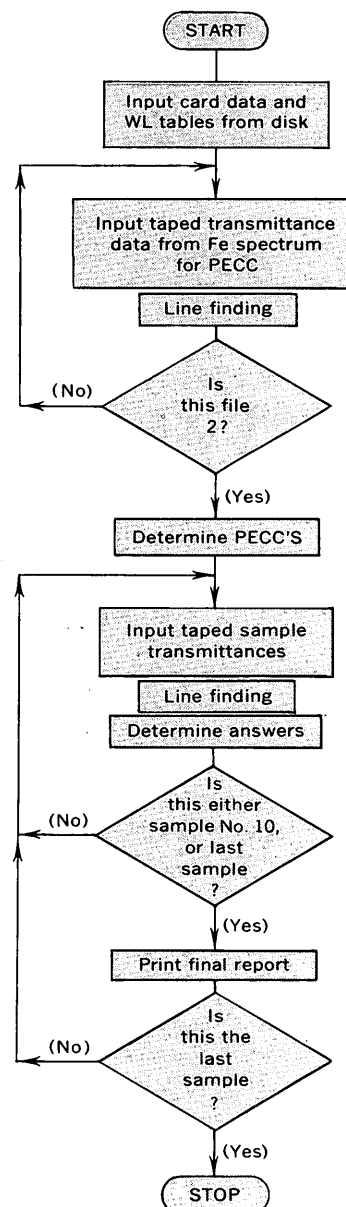 START
Input card data and
WL tables from disk
Input taped transmittance
data from Fe spectrum
for PECC
Line finding
(No)
Is
this file
2?
(Yes)
Determine PECC'S
Input taped sample
transmittances
Line finding
Determine answers
(No)
Is
this either
sample No. 10,
or last
sample
?
(Yes)
Print final report
(No)
Is
this the
last
sample
?
(Yes)
STOP